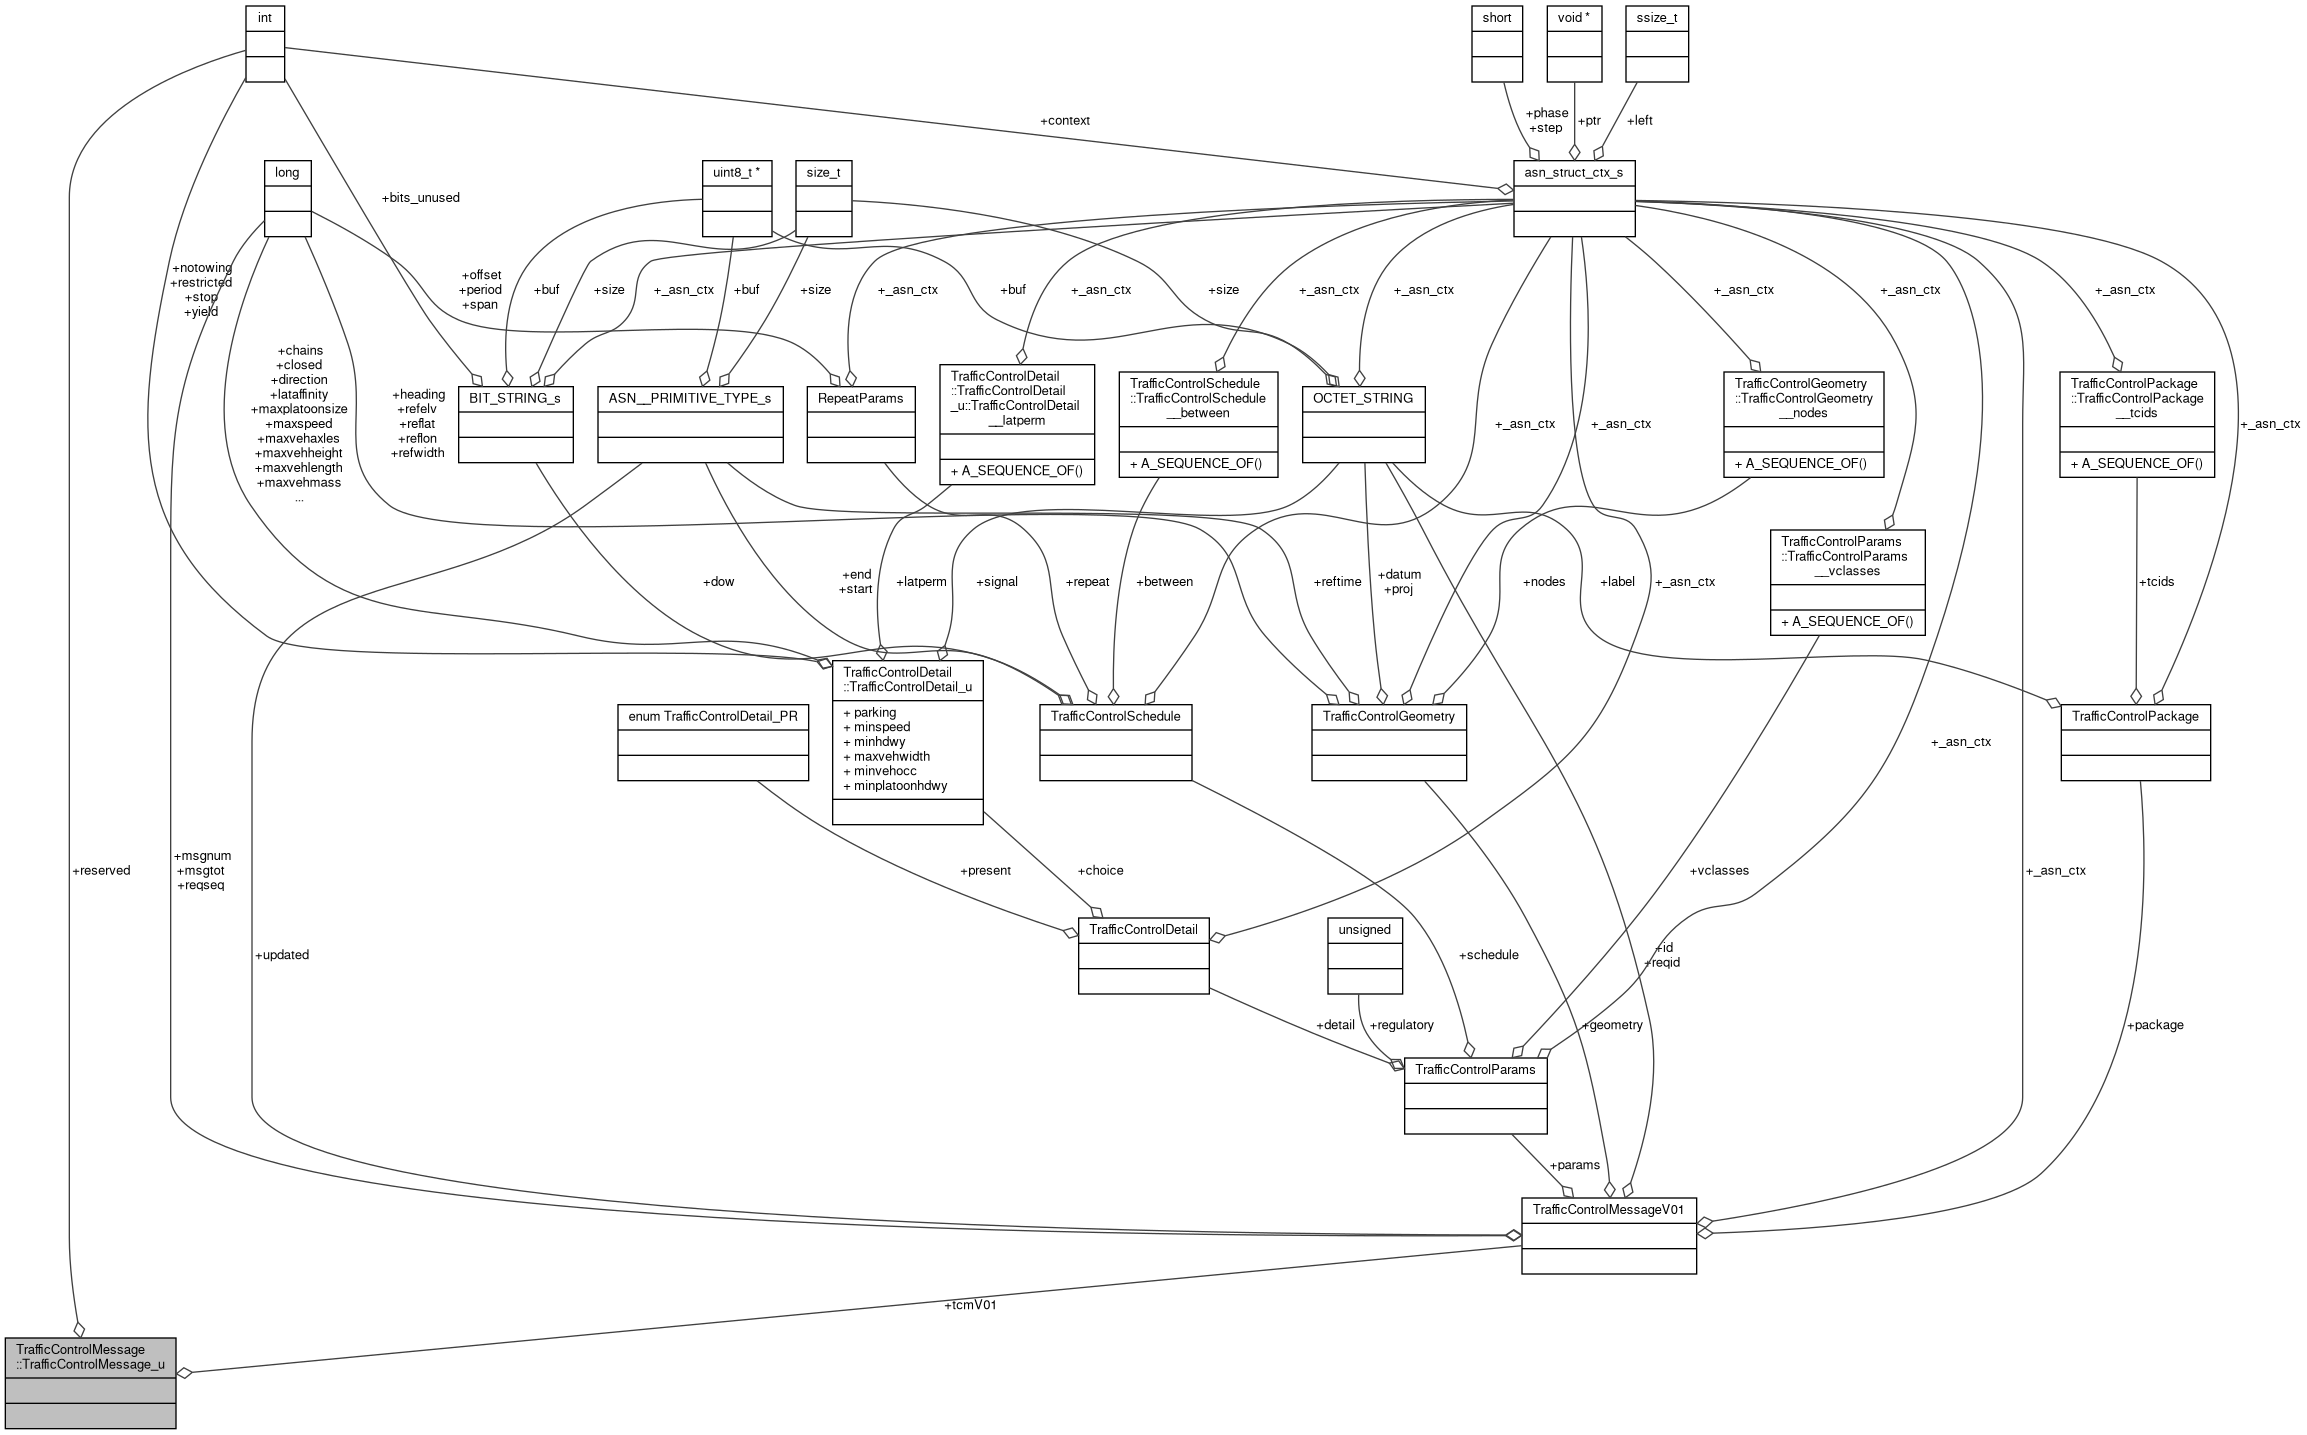 int
short
void *
ssize_t
+phase
+step
+ptr
+left
+context
long
uint8_t *
size_t
asn_struct_ctx_s
+bits_unused
+notowing
+restricted
+stop
+yield
+offset
+period
+span
+buf
+size
+_asn_ctx
+buf
+size
+_asn_ctx
+buf
+_asn_ctx
+size
+_asn_ctx
+_asn_ctx
+_asn_ctx
+_asn_ctx
+_asn_ctx
+chains
+closed
+direction
+lataffinity
+maxplatoonsize
+maxspeed
+maxvehaxles
+maxvehheight
+maxvehlength
+maxvehmass
...
+heading
+refelv
+reflat
+reflon
+refwidth
BIT_STRING_s
ASN__PRIMITIVE_TYPE_s
RepeatParams
TrafficControlDetail
::TrafficControlDetail
_u::TrafficControlDetail
__latperm
+ A_SEQUENCE_OF()
TrafficControlSchedule
::TrafficControlSchedule
__between
+ A_SEQUENCE_OF()
OCTET_STRING
+_asn_ctx
+_asn_ctx
TrafficControlGeometry
::TrafficControlGeometry
__nodes
+ A_SEQUENCE_OF()
TrafficControlPackage
::TrafficControlPackage
__tcids
+ A_SEQUENCE_OF()
+_asn_ctx
TrafficControlParams
::TrafficControlParams
__vclasses
+ A_SEQUENCE_OF()
+dow
+end
+start
+latperm
+signal
+repeat
+between
+reftime
+datum
+proj
+nodes
+label
+_asn_ctx
+tcids
enum TrafficControlDetail_PR
TrafficControlDetail
::TrafficControlDetail_u
+ parking
+ minspeed
+ minhdwy
+ maxvehwidth
+ minvehocc
+ minplatoonhdwy
TrafficControlSchedule
TrafficControlGeometry
TrafficControlPackage
+_asn_ctx
+reserved
+msgnum
+msgtot
+reqseq
+present
+choice
+vclasses
+_asn_ctx
+updated
TrafficControlDetail
unsigned
+schedule
+id
+reqid
+detail
+regulatory
+geometry
+package
TrafficControlParams
+params
TrafficControlMessageV01
+tcmV01
TrafficControlMessage
::TrafficControlMessage_u